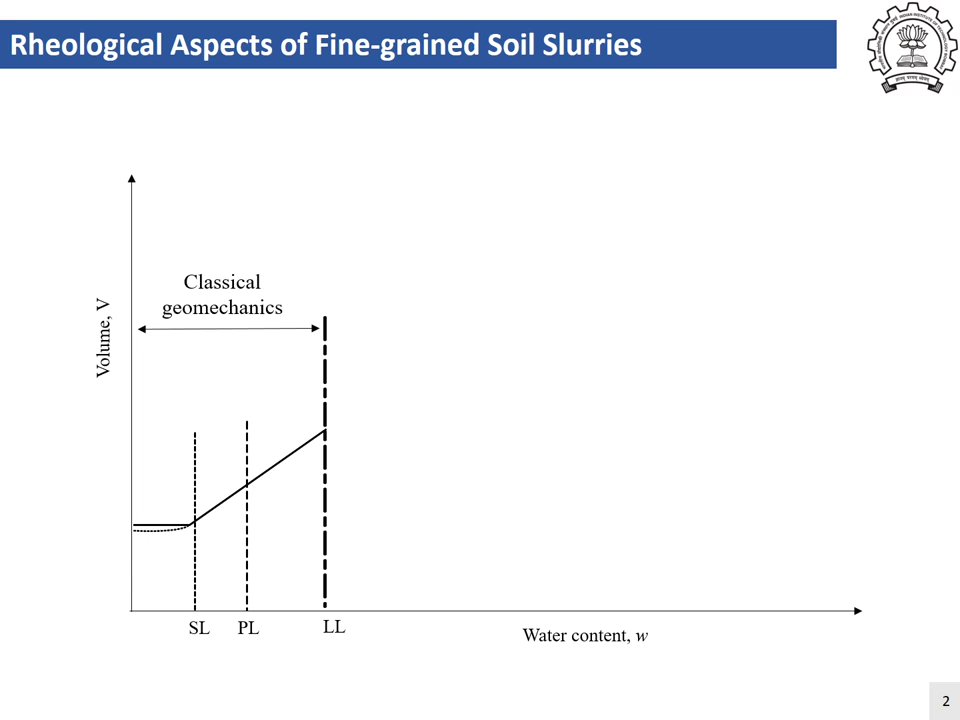 Rheological Aspects of Fine-grained Soil Slurries
Classical
geomechanics
Volume, V
SL PL LL
Water content, w
2